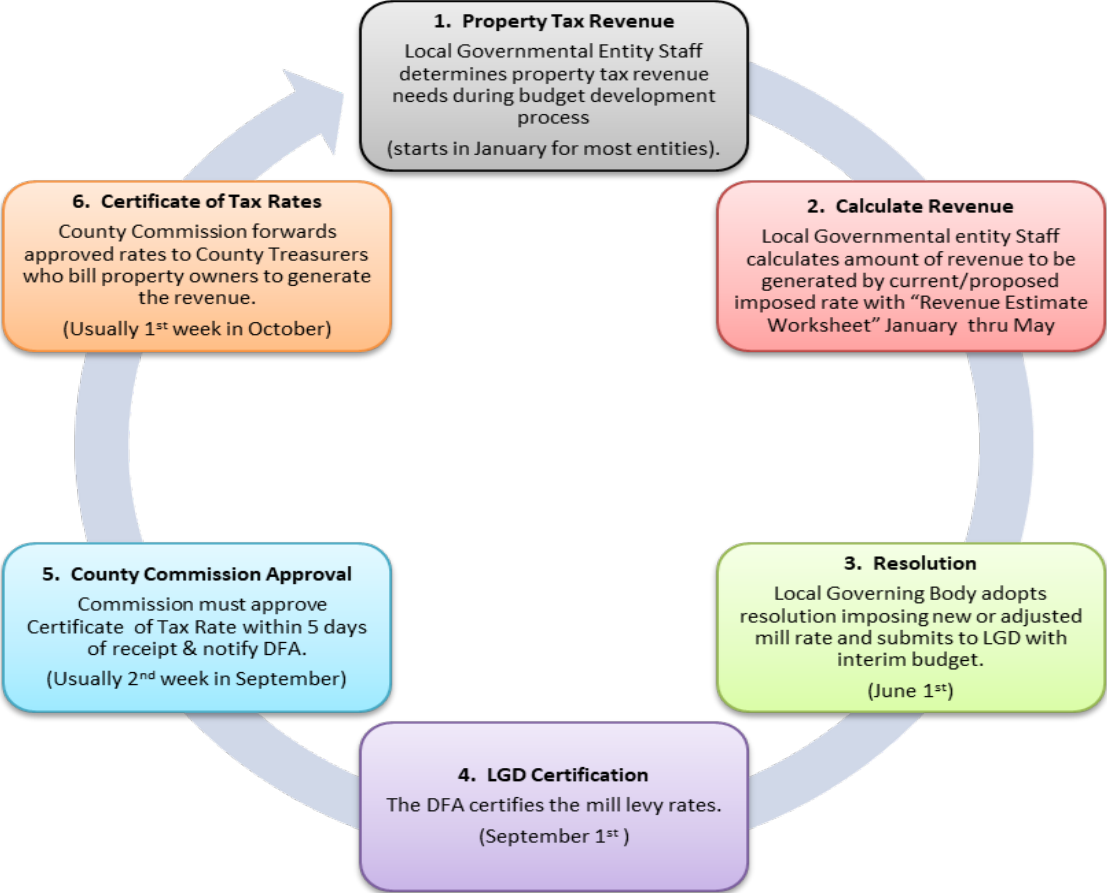 1.  Property Tax Revenue
Local Governmental Entity Staff
determines property tax revenue
needs during budget development
process
(starts in January for most entities).
2.  Calculate Revenue
Local Governmental entity Staff
calculates amount of revenue to be
generated by current/proposed
imposed rate with “Revenue Estimate
Worksheet” January  thru May
3.  Resolution
Local Governing Body adopts
resolution imposing new or adjusted
mill rate and submits to LGD with
interim budget.
(June 1st)
4.  LGD Certification
The DFA certifies the mill levy rates.
(September 1st )
5.  County Commission Approval
Commission must approve
Certificate  of Tax Rate within 5 days
of receipt & notify DFA.
(Usually 2nd week in September)
6.  Certificate of Tax Rates
County Commission forwards
approved rates to County Treasurers
who bill property owners to generate
the revenue.
(Usually 1st week in October)